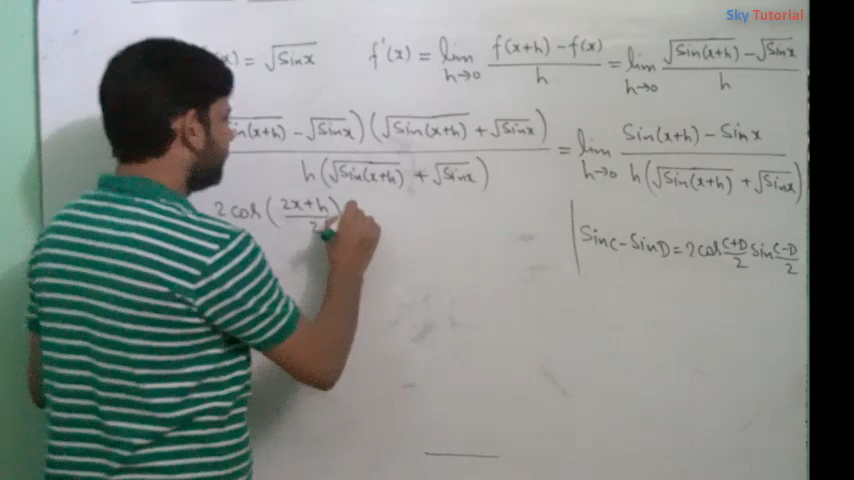 Sky Tutorial
(x) = √Sinx f'(x) = lim h→0 f(x+h) − f(x) / h = lim h→0 √Sin(x+h) − √Sinx / h
Sin(x+h) − √Sinx) (√Sin(x+h) + √Sinx) / h(√Sin(x+h) + √Sinx) = lim h→0 Sin(x+h) − Sinx / h(√Sin(x+h) + √Sinx)
2cos(2x+h / 2)
SinC − SinD = 2cos C+D / 2 Sin C−D / 2